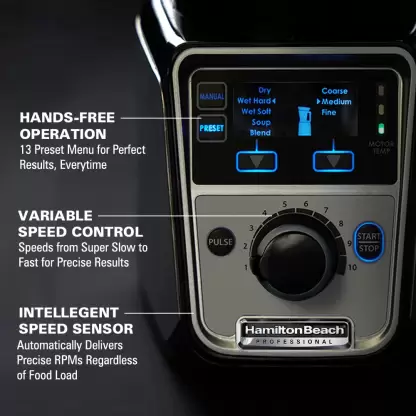 HANDS-FREE
OPERATION
13 Preset Menu for Perfect
Results, Everytime
VARIABLE
SPEED CONTROL
Speeds from Super Slow to
Fast for Precise Results
INTELLEGENT
SPEED SENSOR
Automatically Delivers
Precise RPMs Regardless
of Food Load
MANUAL
PRESET
Dry
Wet Hard
Wet Soft
Soup
Blend
Coarse
Medium
Fine
MOTOR
TEMP
PULSE
1
2
3
4
5
6
7
8
9
10
START
STOP
HamiltonBeach
PROFESSIONAL